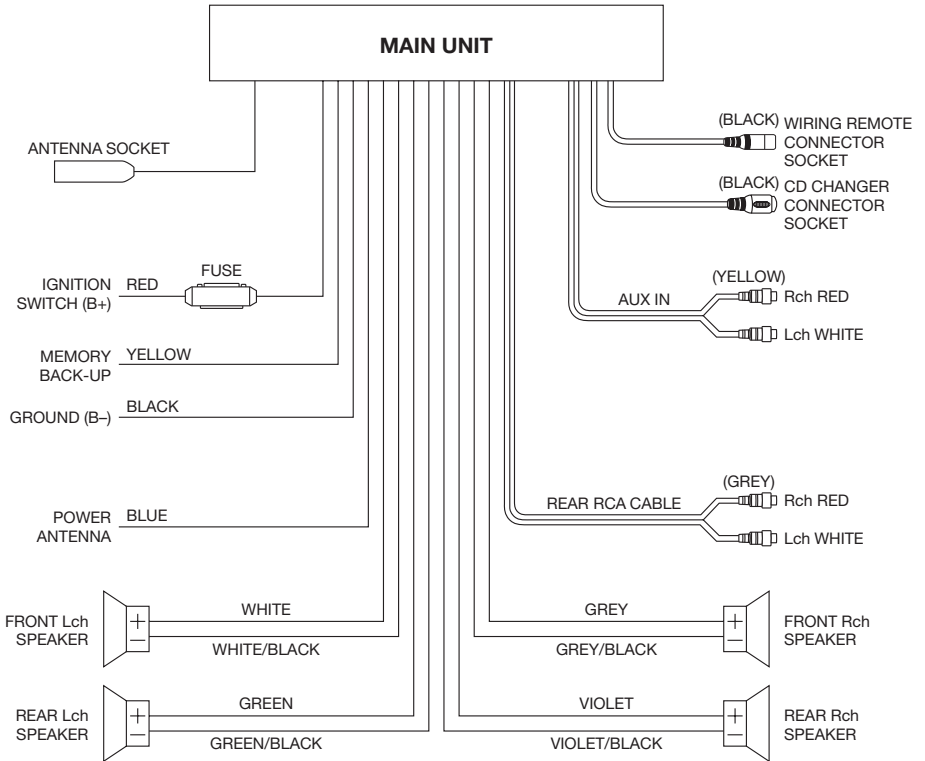 MAIN UNIT
ANTENNA SOCKET
(BLACK) WIRING REMOTE
CONNECTOR
SOCKET
(BLACK) CD CHANGER
CONNECTOR
SOCKET
FUSE
IGNITION
SWITCH (B+)
RED
(YELLOW)
AUX IN
Rch RED
Lch WHITE
MEMORY
BACK-UP
YELLOW
GROUND (B–)
BLACK
(GREY)
REAR RCA CABLE
Rch RED
Lch WHITE
POWER
ANTENNA
BLUE
FRONT Lch
SPEAKER
+
–
WHITE
WHITE/BLACK
GREY
GREY/BLACK
+
–
FRONT Rch
SPEAKER
REAR Lch
SPEAKER
+
–
GREEN
GREEN/BLACK
VIOLET
VIOLET/BLACK
+
–
REAR Rch
SPEAKER